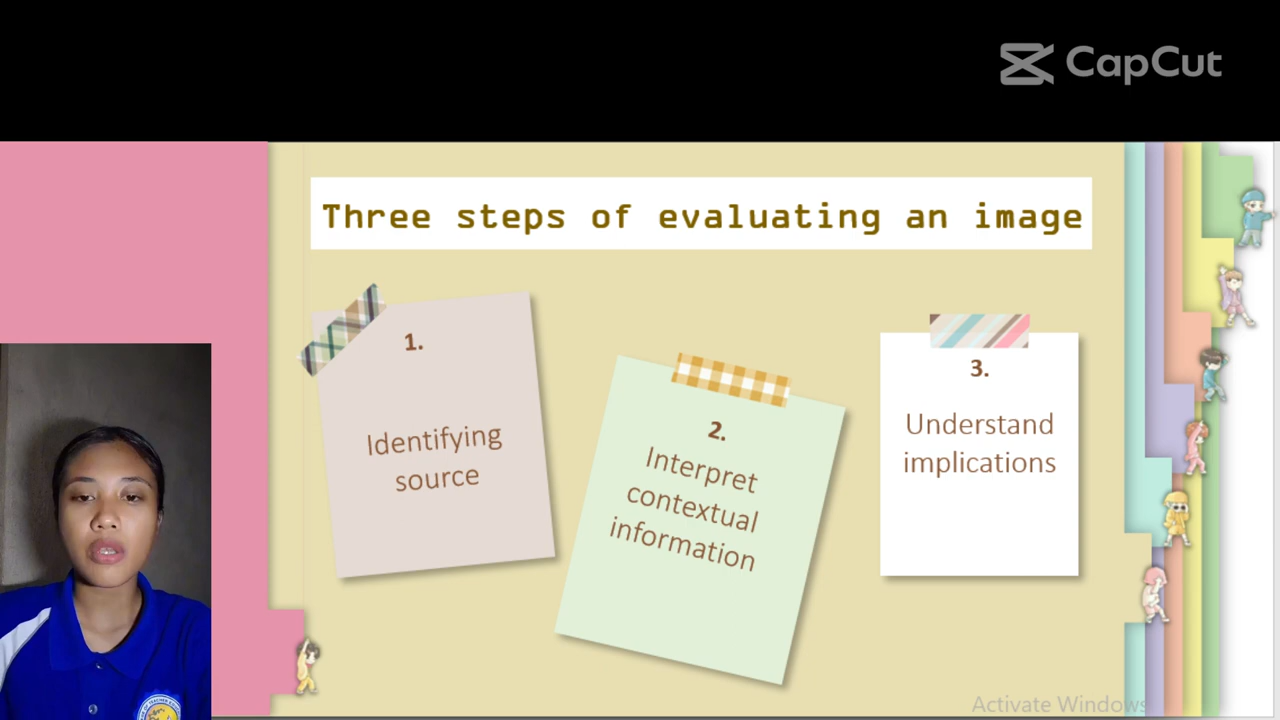 CapCut
Three steps of evaluating an image
1.
Identifying
source
2.
Interpret
contextual
information
3.
Understand
implications
Activate Windows